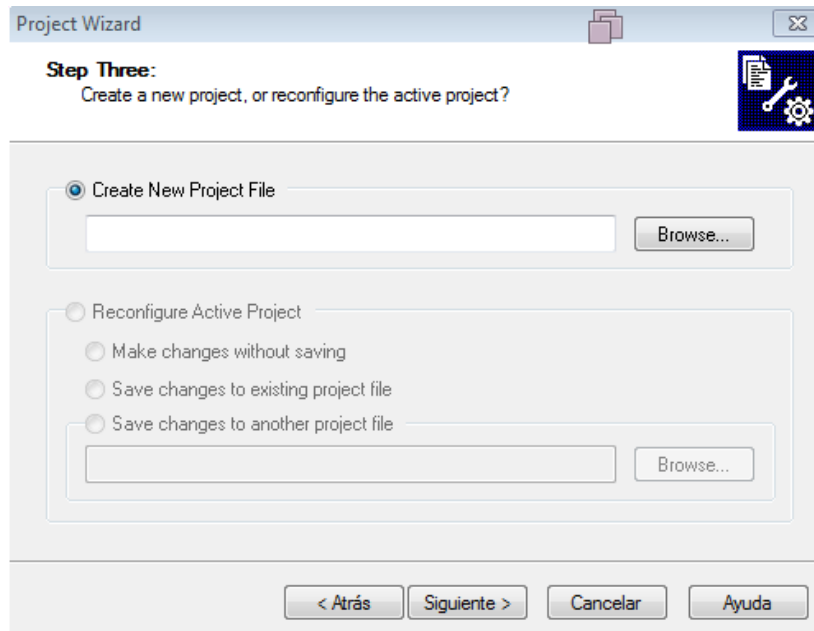 Project Wizard
Step Three:
Create a new project, or reconfigure the active project?
Create New Project File
Browse...
Reconfigure Active Project
Make changes without saving
Save changes to existing project file
Save changes to another project file
Browse...
< Atrás Siguiente > Cancelar Ayuda